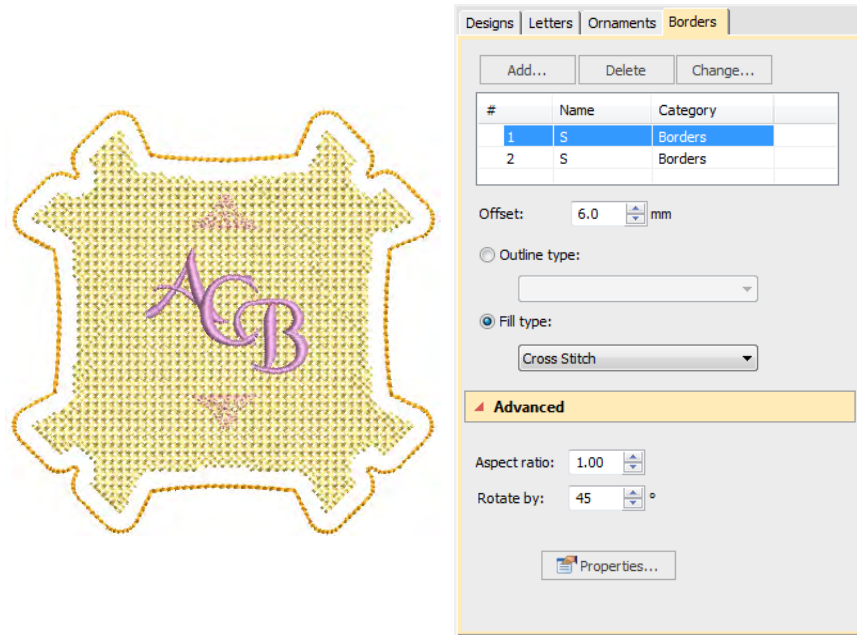 Designs Letters Ornaments Borders
Add... Delete Change...
# Name Category
1 S Borders
2 S Borders
Offset: 6.0 mm
Outline type:
Fill type:
Cross Stitch
Advanced
Aspect ratio: 1.00
Rotate by: 45 °
Properties...
ACB